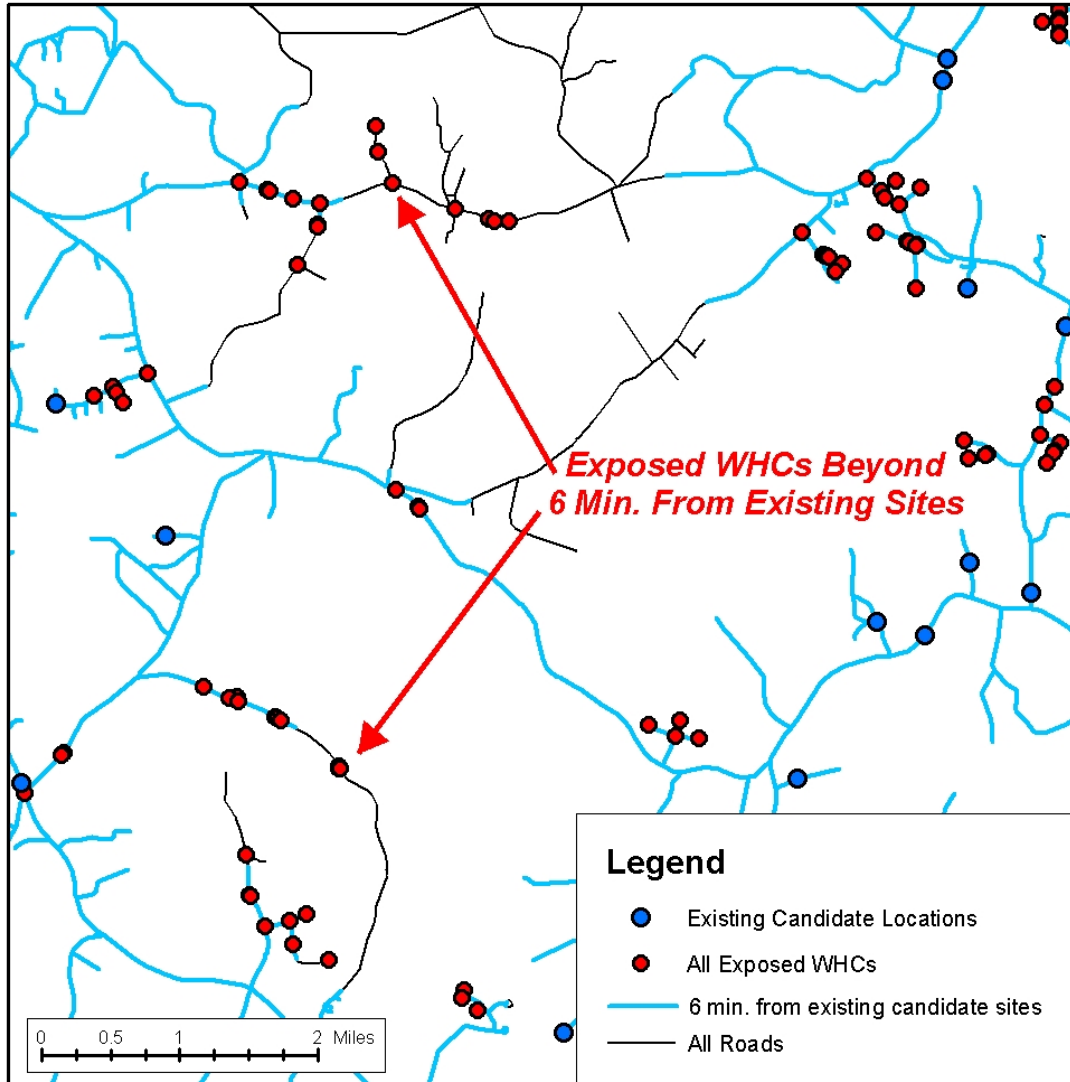 Exposed WHCs Beyond
6 Min. From Existing Sites
Legend
Existing Candidate Locations
All Exposed WHCs
6 min. from existing candidate sites
All Roads
0 0.5 1 2 Miles